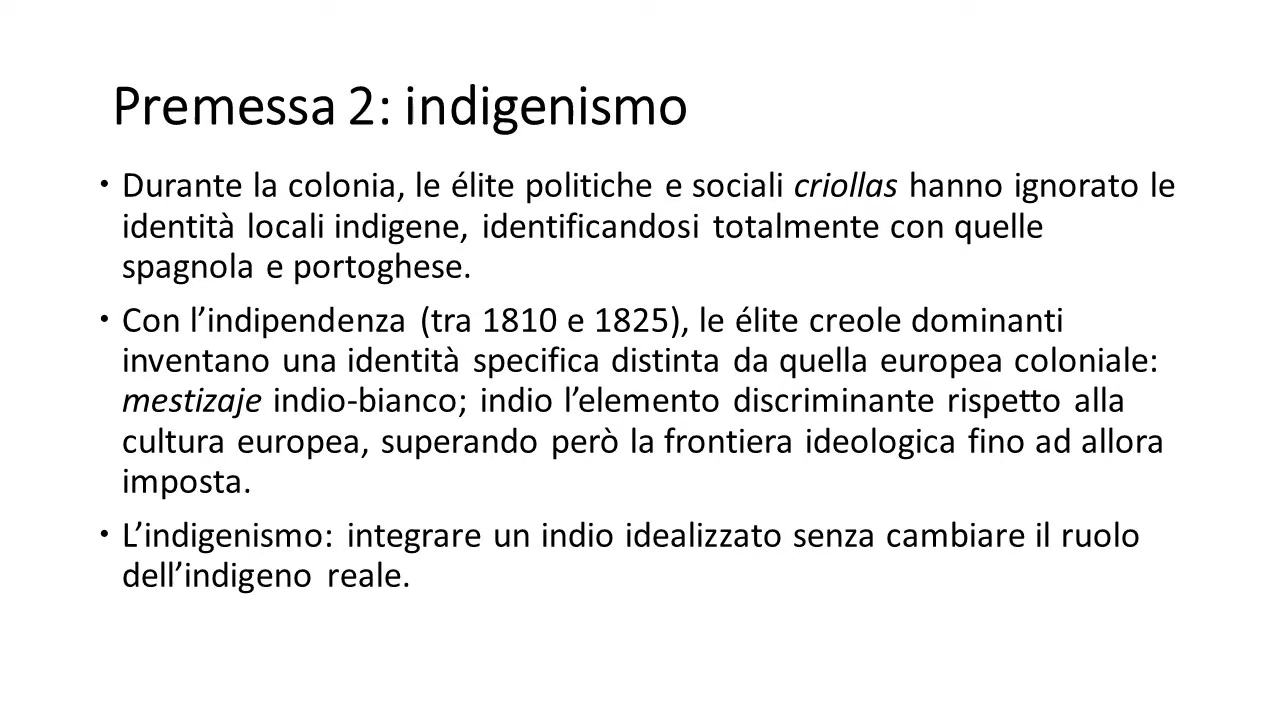 Premessa 2: indigenismo
• Durante la colonia, le élite politiche e sociali criollas hanno ignorato le
identità locali indigene, identificandosi totalmente con quelle
spagnola e portoghese.
• Con l’indipendenza (tra 1810 e 1825), le élite creole dominanti
inventano una identità specifica distinta da quella europea coloniale:
mestizaje indio-bianco; indio l’elemento discriminante rispetto alla
cultura europea, superando però la frontiera ideologica fino ad allora
imposta.
• L’indigenismo: integrare un indio idealizzato senza cambiare il ruolo
dell’indigeno reale.